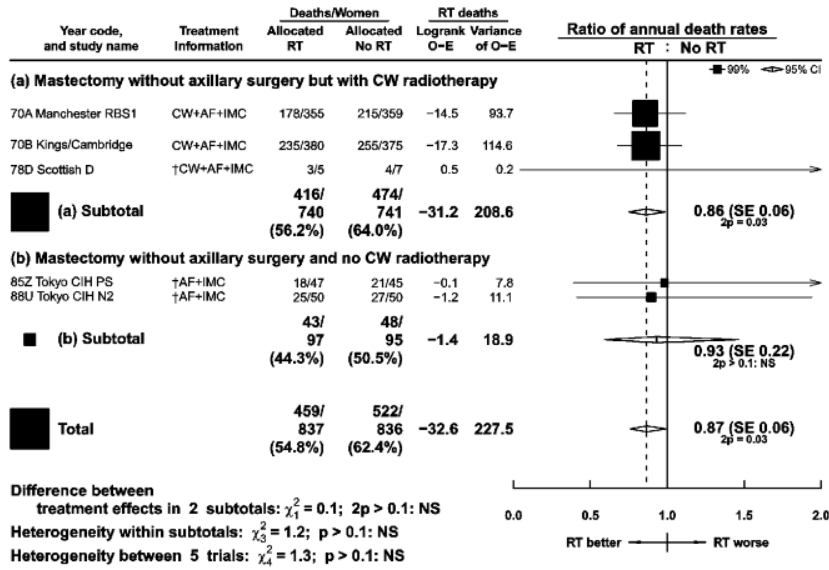 Deaths/Women RT deaths
Year code, Treatment Allocated Allocated Logrank Variance Ratio of annual death rates
and study name Information RT No RT O−E of O−E RT : No RT
99% 95% CI
(a) Mastectomy without axillary surgery but with CW radiotherapy
70A Manchester RBS1 CW+AF+IMC 178/355 215/359 −14.5 93.7
70B Kings/Cambridge CW+AF+IMC 235/380 255/375 −17.3 114.6
78D Scottish D †CW+AF+IMC 3/5 4/7 0.5 0.2
416/ 474/
(a) Subtotal 740 741 −31.2 208.6 0.86 (SE 0.06)
(56.2%) (64.0%) 2p = 0.03
(b) Mastectomy without axillary surgery and no CW radiotherapy
85Z Tokyo CIH PS †AF+IMC 18/47 21/45 −0.1 7.8
88U Tokyo CIH N2 †AF+IMC 25/50 27/50 −1.2 11.1
43/ 48/
(b) Subtotal 97 95 −1.4 18.9 0.93 (SE 0.22)
(44.3%) (50.5%) 2p > 0.1: NS
459/ 522/
Total 837 836 −32.6 227.5 0.87 (SE 0.06)
(54.8%) (62.4%) 2p = 0.03
Difference between
treatment effects in 2 subtotals: χ²₁ = 0.1; 2p > 0.1: NS
Heterogeneity within subtotals: χ²₃ = 1.2; p > 0.1: NS
Heterogeneity between 5 trials: χ²₄ = 1.3; p > 0.1: NS
0.0 0.5 1.0 1.5 2.0
RT better RT worse